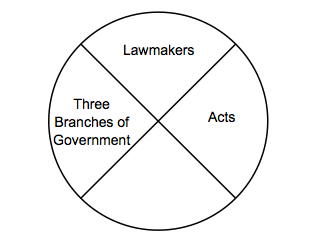 Lawmakers
Three
Branches of
Government
Acts